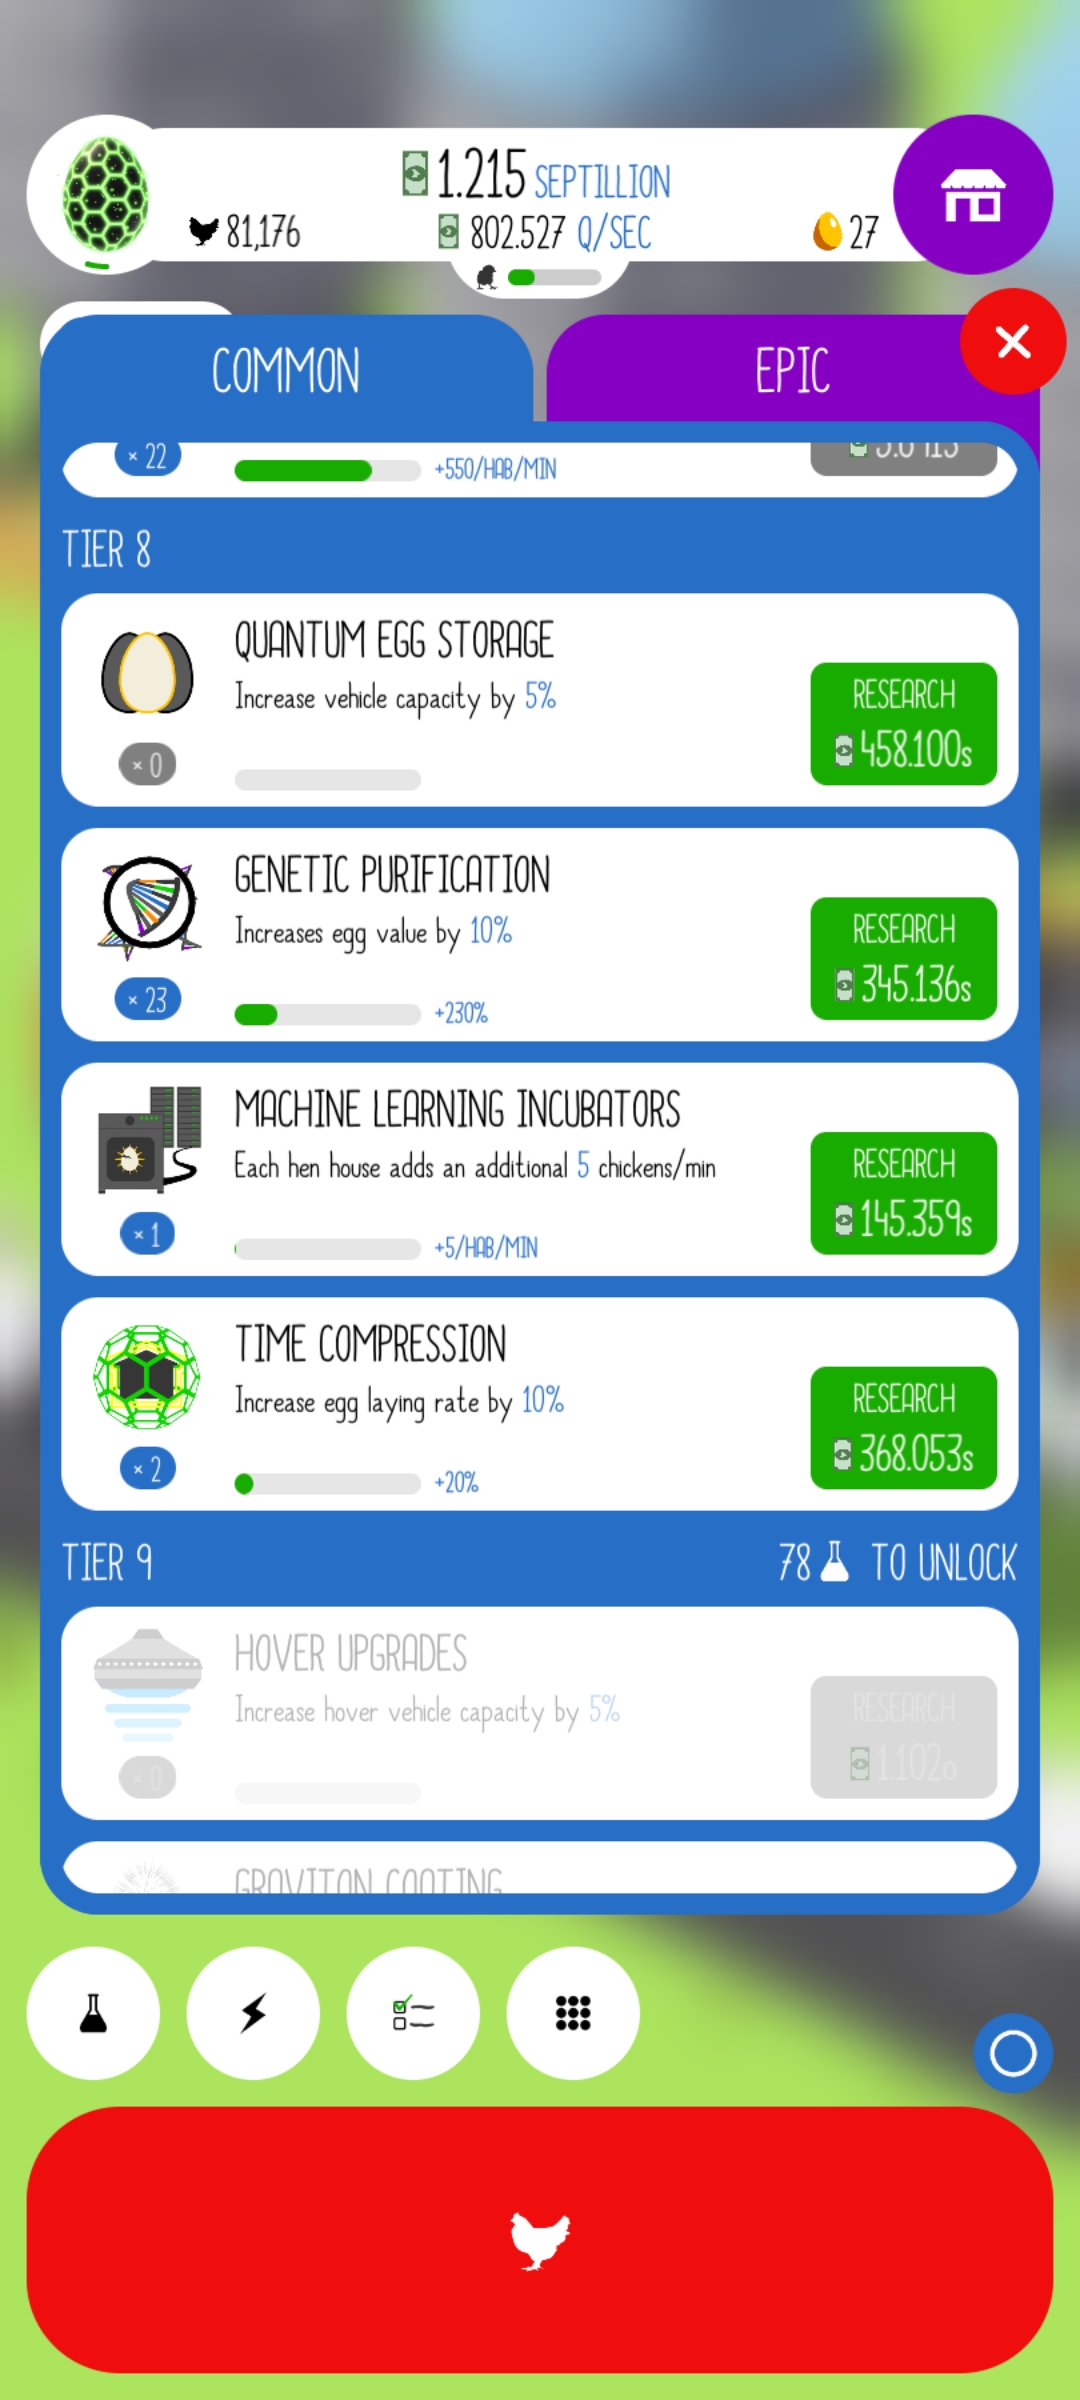 1.215 SEPTILLION
81,176
802.527 Q/SEC
27
COMMON
EPIC
× 22
+550/HAB/MIN
TIER 8
QUANTUM EGG STORAGE
Increase vehicle capacity by 5%
RESEARCH
458.100s
× 0
GENETIC PURIFICATION
Increases egg value by 10%
RESEARCH
345.136s
× 23
+230%
MACHINE LEARNING INCUBATORS
Each hen house adds an additional 5 chickens/min
RESEARCH
145.359s
× 1
+5/HAB/MIN
TIME COMPRESSION
Increase egg laying rate by 10%
RESEARCH
368.053s
× 2
+20%
TIER 9
78 TO UNLOCK
HOVER UPGRADES
Increase hover vehicle capacity by 5%
RESEARCH
1.102o
× 0
GRAVITON COATING